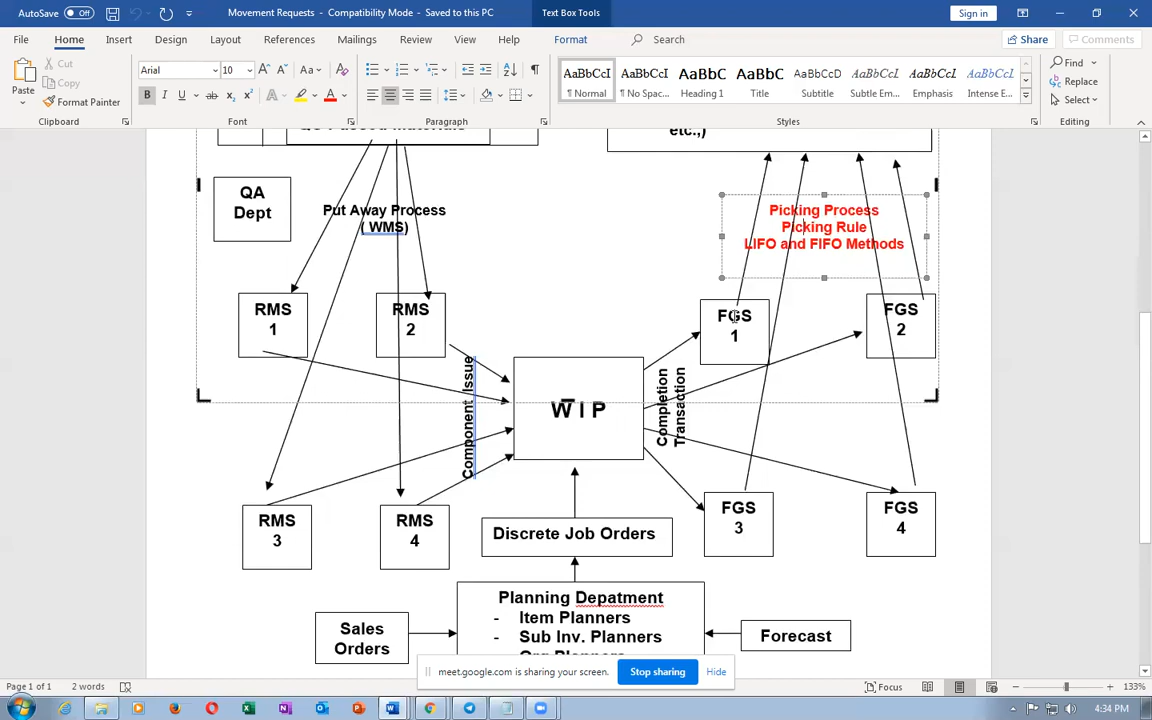 AutoSave Off
Movement Requests - Compatibility Mode - Saved to this PC
Text Box Tools
Sign in
File Home Insert Design Layout References Mailings Review View Help Format Search
Share Comments
Paste
Cut
Copy
Format Painter
Clipboard
Arial 10
Font
Paragraph
AaBbCcI AaBbCcI AaBbC AaBbC AaBbCcD AaBbCcI AaBbCcI AaBbCcI
¶ Normal ¶ No Spac... Heading 1 Title Subtitle Subtle Em... Emphasis Intense E...
Styles
Find
Replace
Select
Editing
etc.,)
QA
Dept
Put Away Process
( WMS)
Picking Process
Picking Rule
LIFO and FIFO Methods
RMS
1
RMS
2
FGS
1
FGS
2
Component Issue
W I P
Completion
Transaction
RMS
3
RMS
4
FGS
3
FGS
4
Discrete Job Orders
Planning Depatment
- Item Planners
- Sub Inv. Planners
Sales
Orders
Forecast
meet.google.com is sharing your screen. Stop sharing Hide
Page 1 of 1 2 words
Focus
133%
4:34 PM